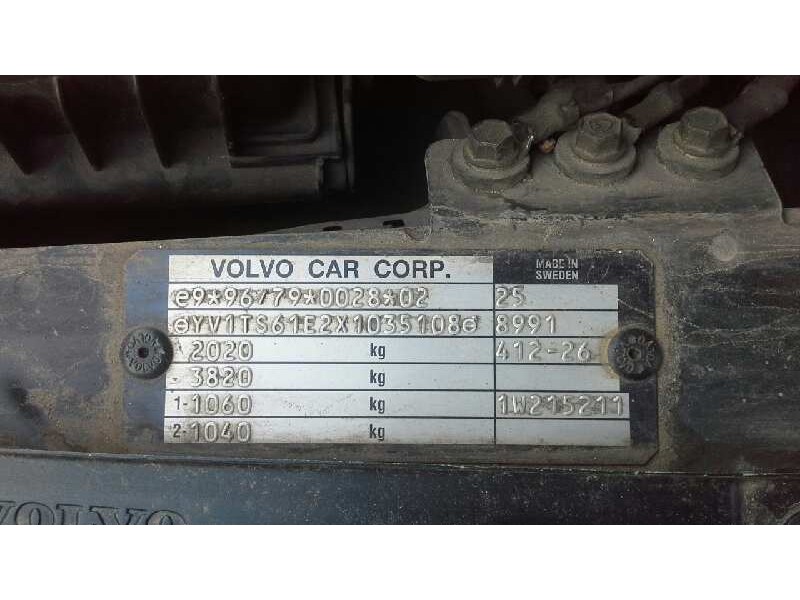 VOLVO CAR CORP.
MADE IN
SWEDEN
e9*96/79*0028*02
25
YV1TS61E2X1035108
8991
2020 kg
412-26
3820 kg
1-1060 kg
1W215211
2-1040 kg
VOLVO